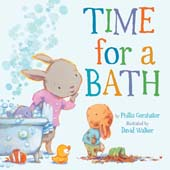 TIME
for a
BATH
by Phillis Gershator
illustrated by
David Walker